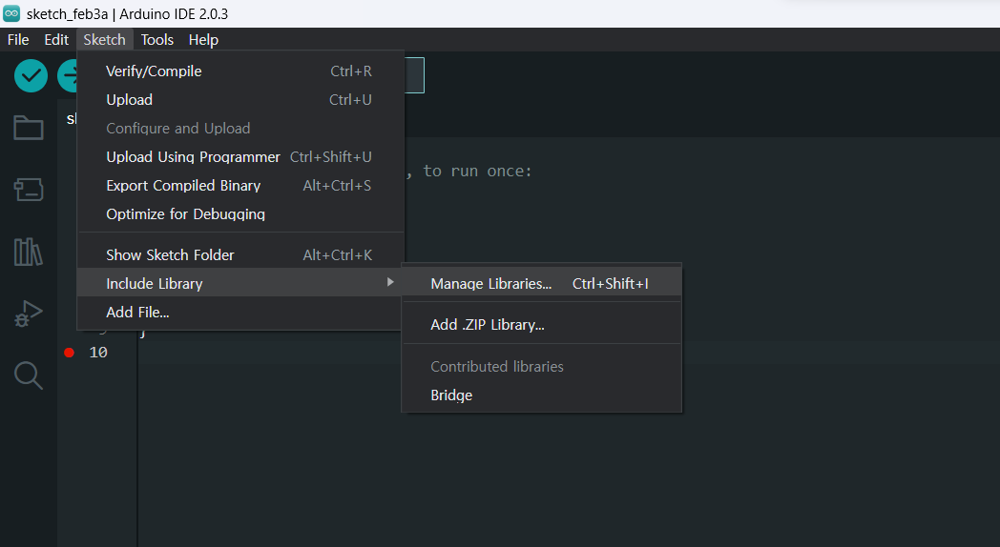 sketch_feb3a | Arduino IDE 2.0.3
File Edit Sketch Tools Help
Verify/Compile Ctrl+R
Upload Ctrl+U
Configure and Upload
Upload Using Programmer Ctrl+Shift+U
Export Compiled Binary Alt+Ctrl+S
Optimize for Debugging
Show Sketch Folder Alt+Ctrl+K
Include Library
Add File...
, to run once:
Manage Libraries... Ctrl+Shift+I
Add .ZIP Library...
Contributed libraries
Bridge
10